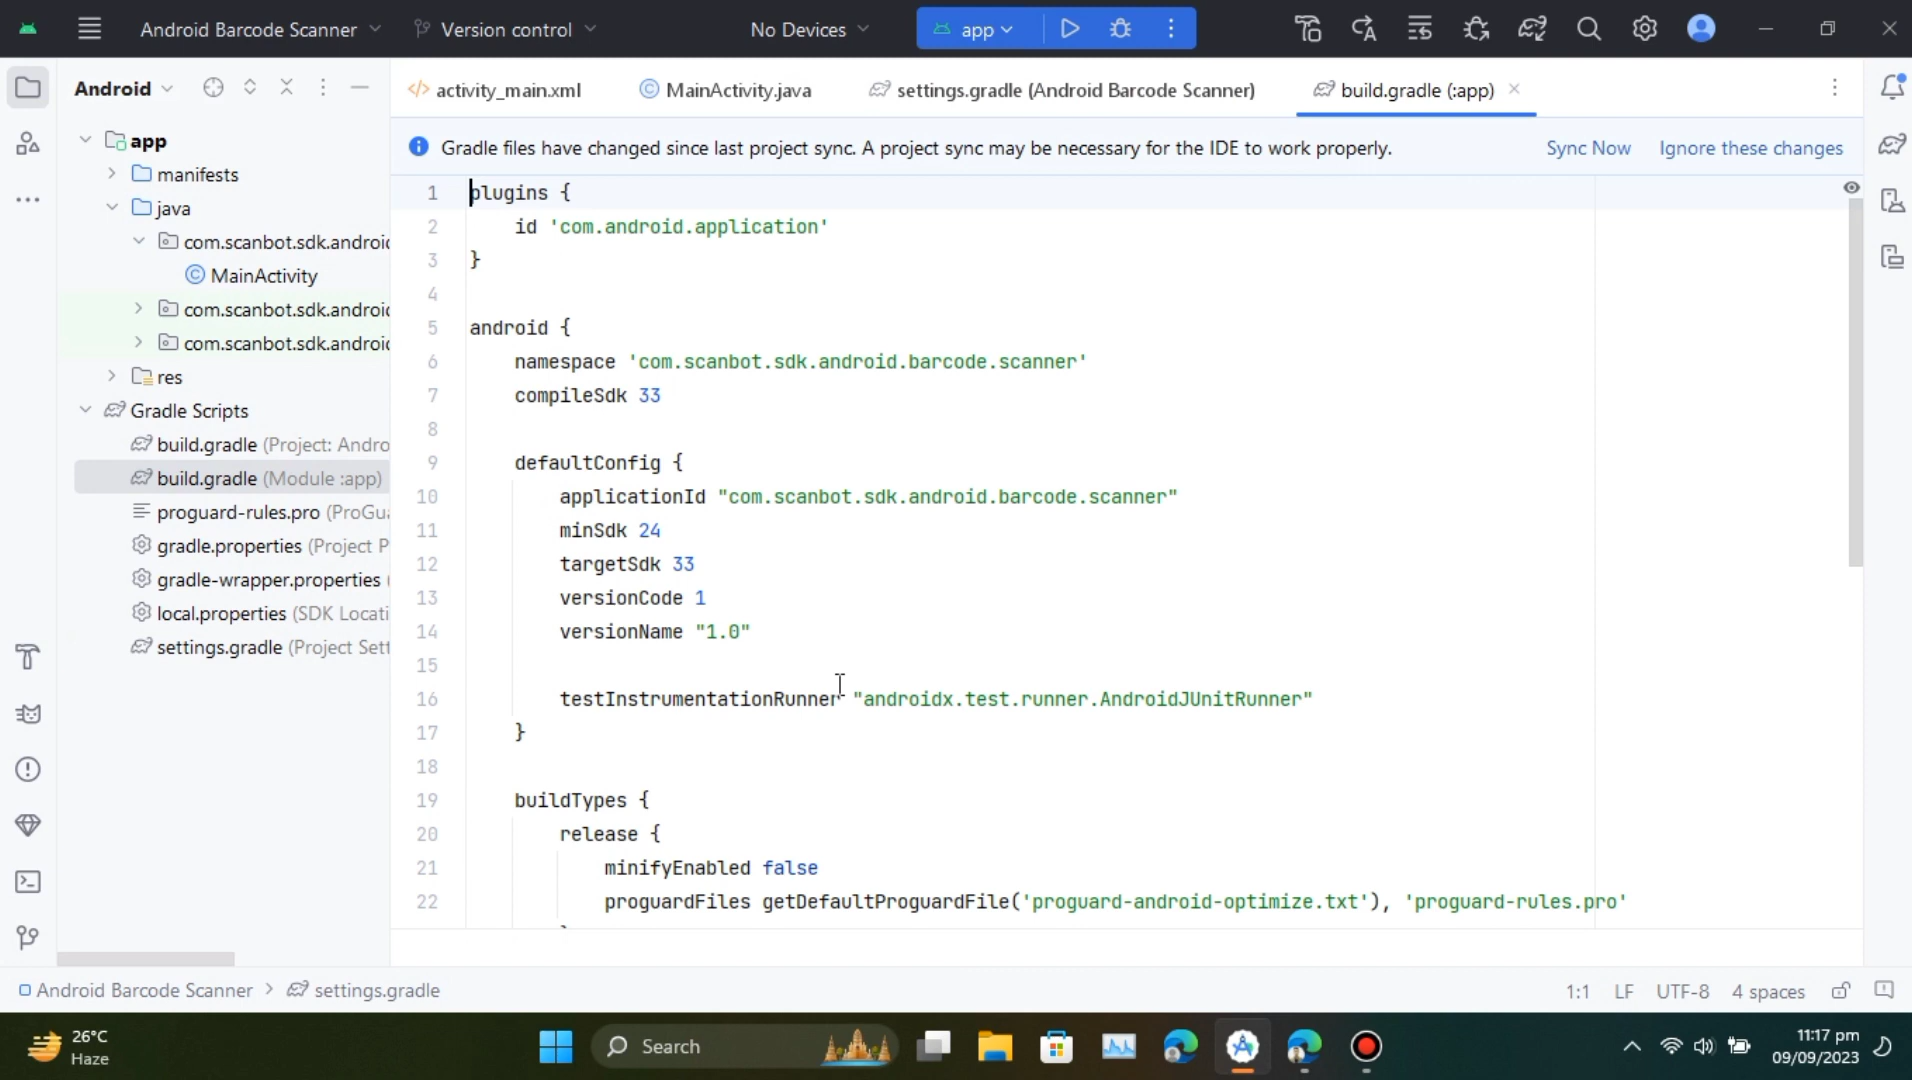 Android Barcode Scanner
Version control
No Devices
app
Android
activity_main.xml
MainActivity.java
settings.gradle (Android Barcode Scanner)
build.gradle (:app)
Gradle files have changed since last project sync. A project sync may be necessary for the IDE to work properly.
Sync Now
Ignore these changes
app
manifests
java
com.scanbot.sdk.android
MainActivity
com.scanbot.sdk.android
com.scanbot.sdk.android
res
Gradle Scripts
build.gradle (Project: Andro
build.gradle (Module :app)
proguard-rules.pro (ProGua
gradle.properties (Project P
gradle-wrapper.properties (
local.properties (SDK Locati
settings.gradle (Project Sett
1 plugins {
2 id 'com.android.application'
3 }
4
5 android {
6 namespace 'com.scanbot.sdk.android.barcode.scanner'
7 compileSdk 33
8
9 defaultConfig {
10 applicationId "com.scanbot.sdk.android.barcode.scanner"
11 minSdk 24
12 targetSdk 33
13 versionCode 1
14 versionName "1.0"
15
16 testInstrumentationRunner "androidx.test.runner.AndroidJUnitRunner"
17 }
18
19 buildTypes {
20 release {
21 minifyEnabled false
22 proguardFiles getDefaultProguardFile('proguard-android-optimize.txt'), 'proguard-rules.pro'
Android Barcode Scanner > settings.gradle
1:1 LF UTF-8 4 spaces
26°C
Haze
Search
11:17 pm
09/09/2023